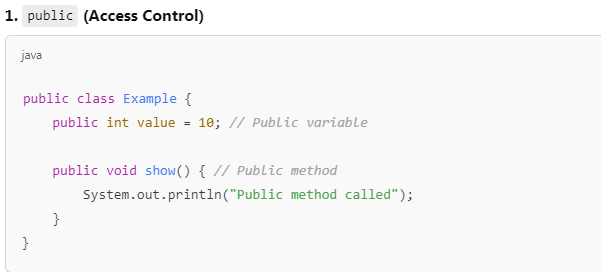 1. public (Access Control)
java
public class Example {
    public int value = 10; // Public variable
    public void show() { // Public method
        System.out.println("Public method called");
    }
}